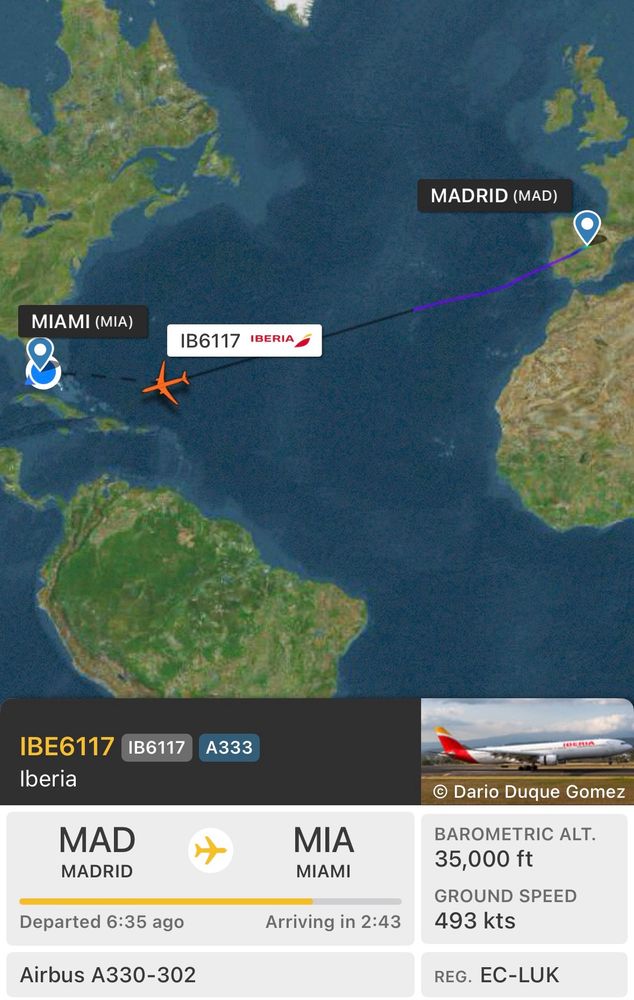 MADRID (MAD)
MIAMI (MIA)
IB6117 IBERIA
IBE6117 IB6117 A333
Iberia
IBERIA
© Dario Duque Gomez
MAD MIA
MADRID MIAMI
Departed 6:35 ago Arriving in 2:43
BAROMETRIC ALT.
35,000 ft
GROUND SPEED
493 kts
Airbus A330-302
REG. EC-LUK